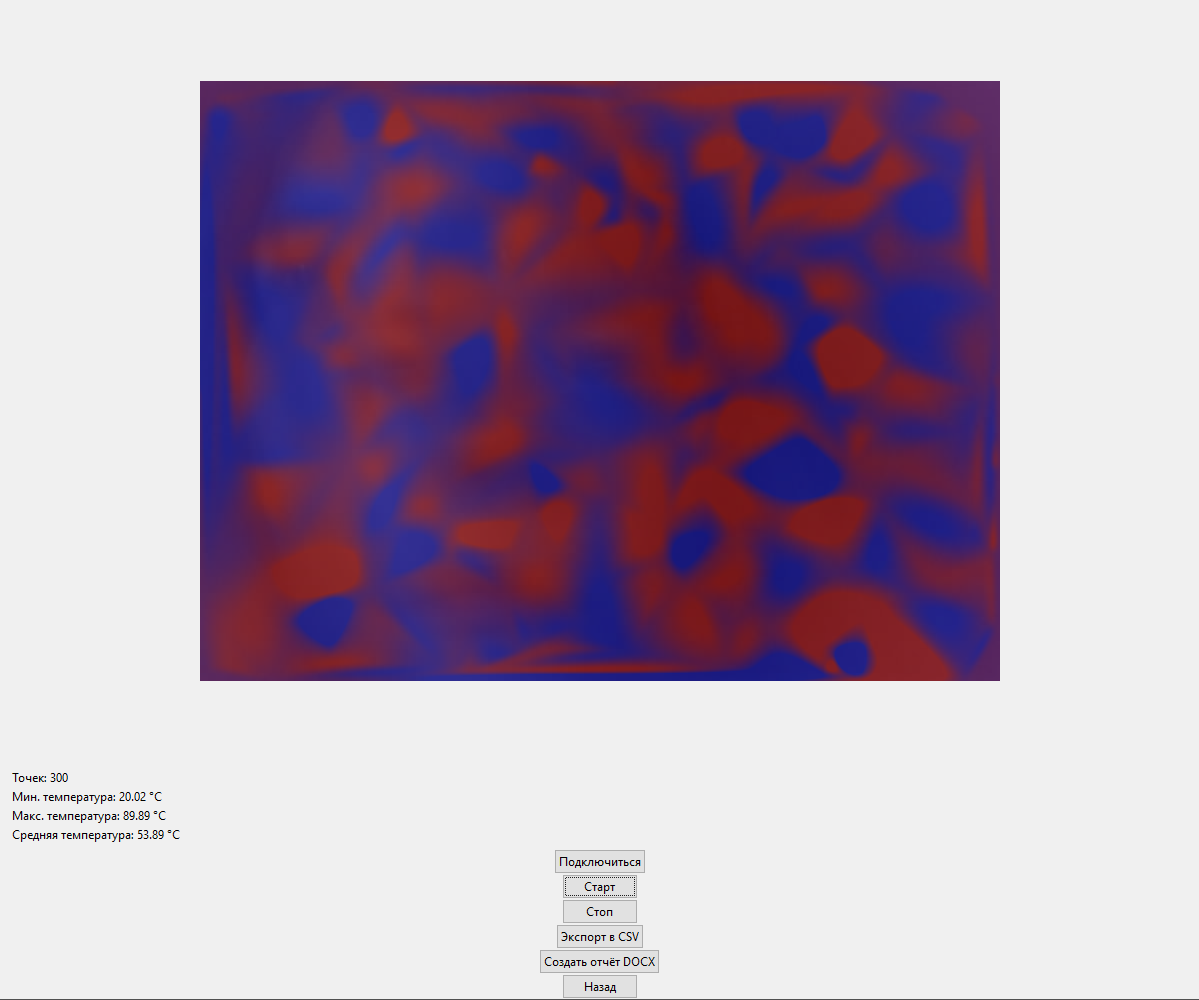 Точек: 300
Мин. температура: 20.02 °C
Макс. температура: 89.89 °C
Средняя температура: 53.89 °C
Подключиться
Старт
Стоп
Экспорт в CSV
Создать отчёт DOCX
Назад